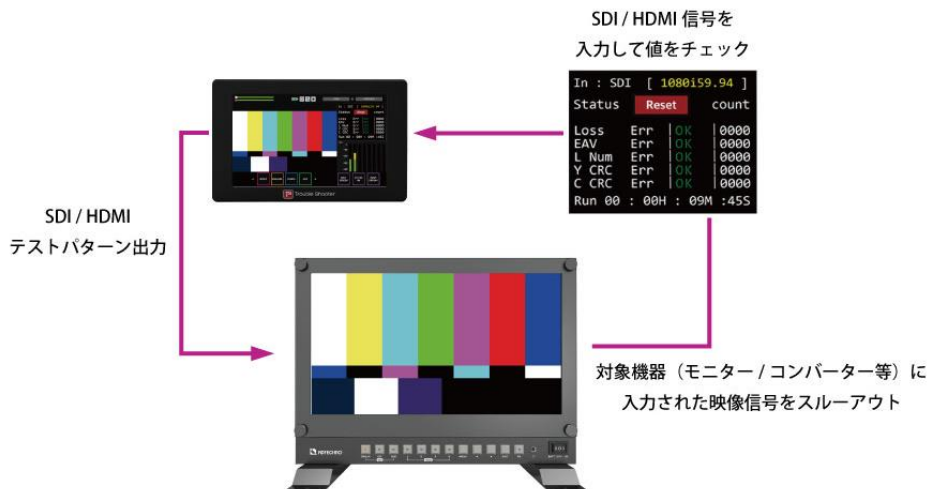 SDI / HDMI 信号を
入力して値をチェック
In : SDI [ 1080i59.94 ]
Status Reset count
Loss Err OK 0000
EAV Err OK 0000
L Num Err OK 0000
Y CRC Err OK 0000
C CRC Err OK 0000
Run 00 : 00H : 09M :45S
Trouble Shooter
SDI / HDMI
テストパターン出力
対象機器（モニター / コンバーター等）に
入力された映像信号をスルーアウト